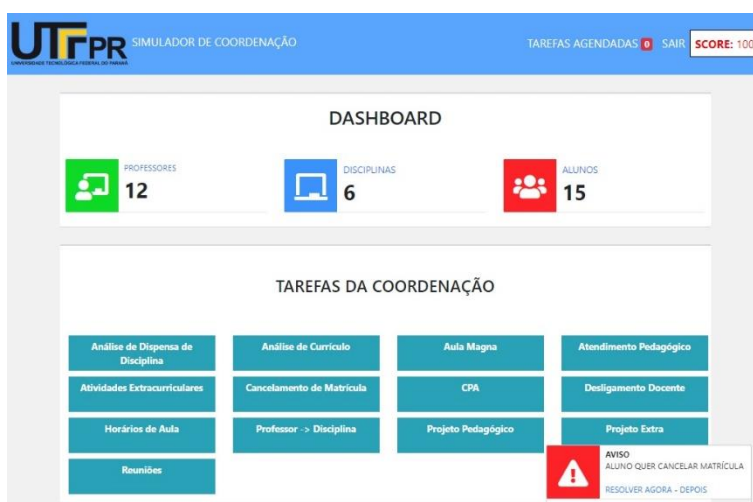 UTFPR
UNIVERSIDADE TECNOLÓGICA FEDERAL DO PARANÁ
SIMULADOR DE COORDENAÇÃO
TAREFAS AGENDADAS 0 SAIR SCORE: 100
DASHBOARD
PROFESSORES
12
DISCIPLINAS
6
ALUNOS
15
TAREFAS DA COORDENAÇÃO
Análise de Dispensa de
Disciplina
Análise de Currículo
Aula Magna
Atendimento Pedagógico
Atividades Extracurriculares
Cancelamento de Matrícula
CPA
Desligamento Docente
Horários de Aula
Professor -> Disciplina
Projeto Pedagógico
Projeto Extra
Reuniões
AVISO
ALUNO QUER CANCELAR MATRÍCULA
RESOLVER AGORA - DEPOIS